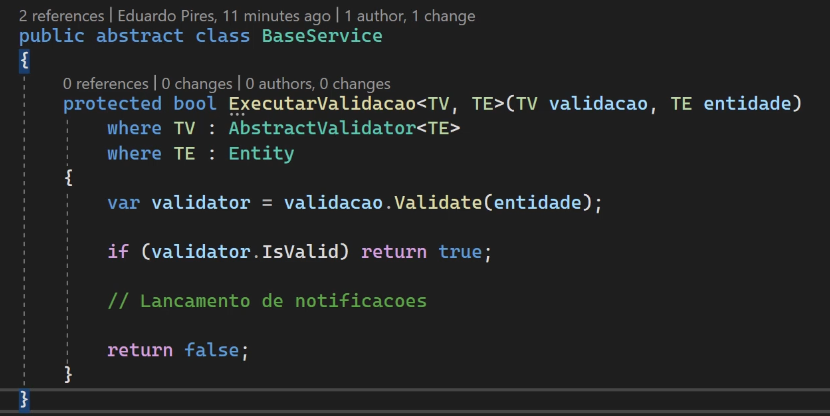 2 references | Eduardo Pires, 11 minutes ago | 1 author, 1 change
public abstract class BaseService
{
0 references | 0 changes | 0 authors, 0 changes
protected bool ExecutarValidacao<TV, TE>(TV validacao, TE entidade)
where TV : AbstractValidator<TE>
where TE : Entity
{
var validator = validacao.Validate(entidade);
if (validator.IsValid) return true;
// Lancamento de notificacoes
return false;
}
}